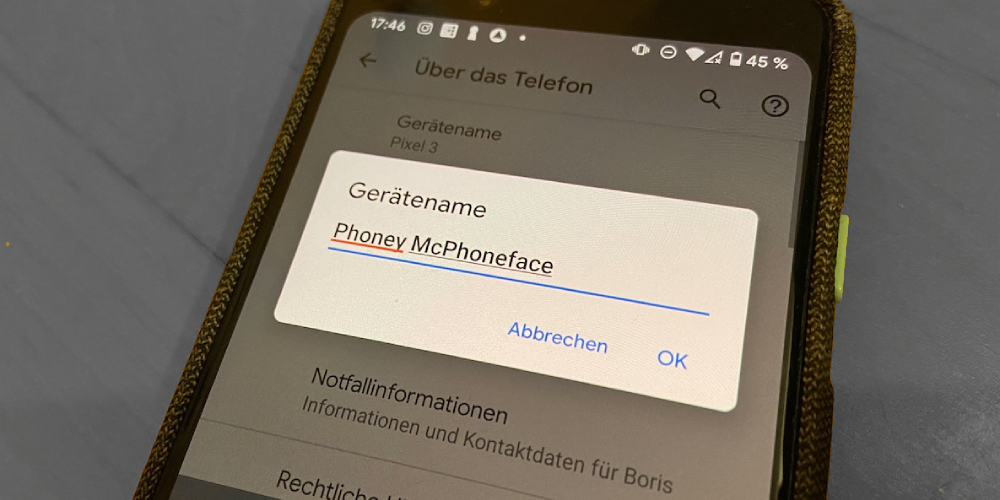 17:46 45 %
Über das Telefon
Gerätename
Pixel 3
Gerätename
Phoney McPhoneface
Abbrechen OK
Notfallinformationen
Informationen und Kontaktdaten für Boris
Rechtliche